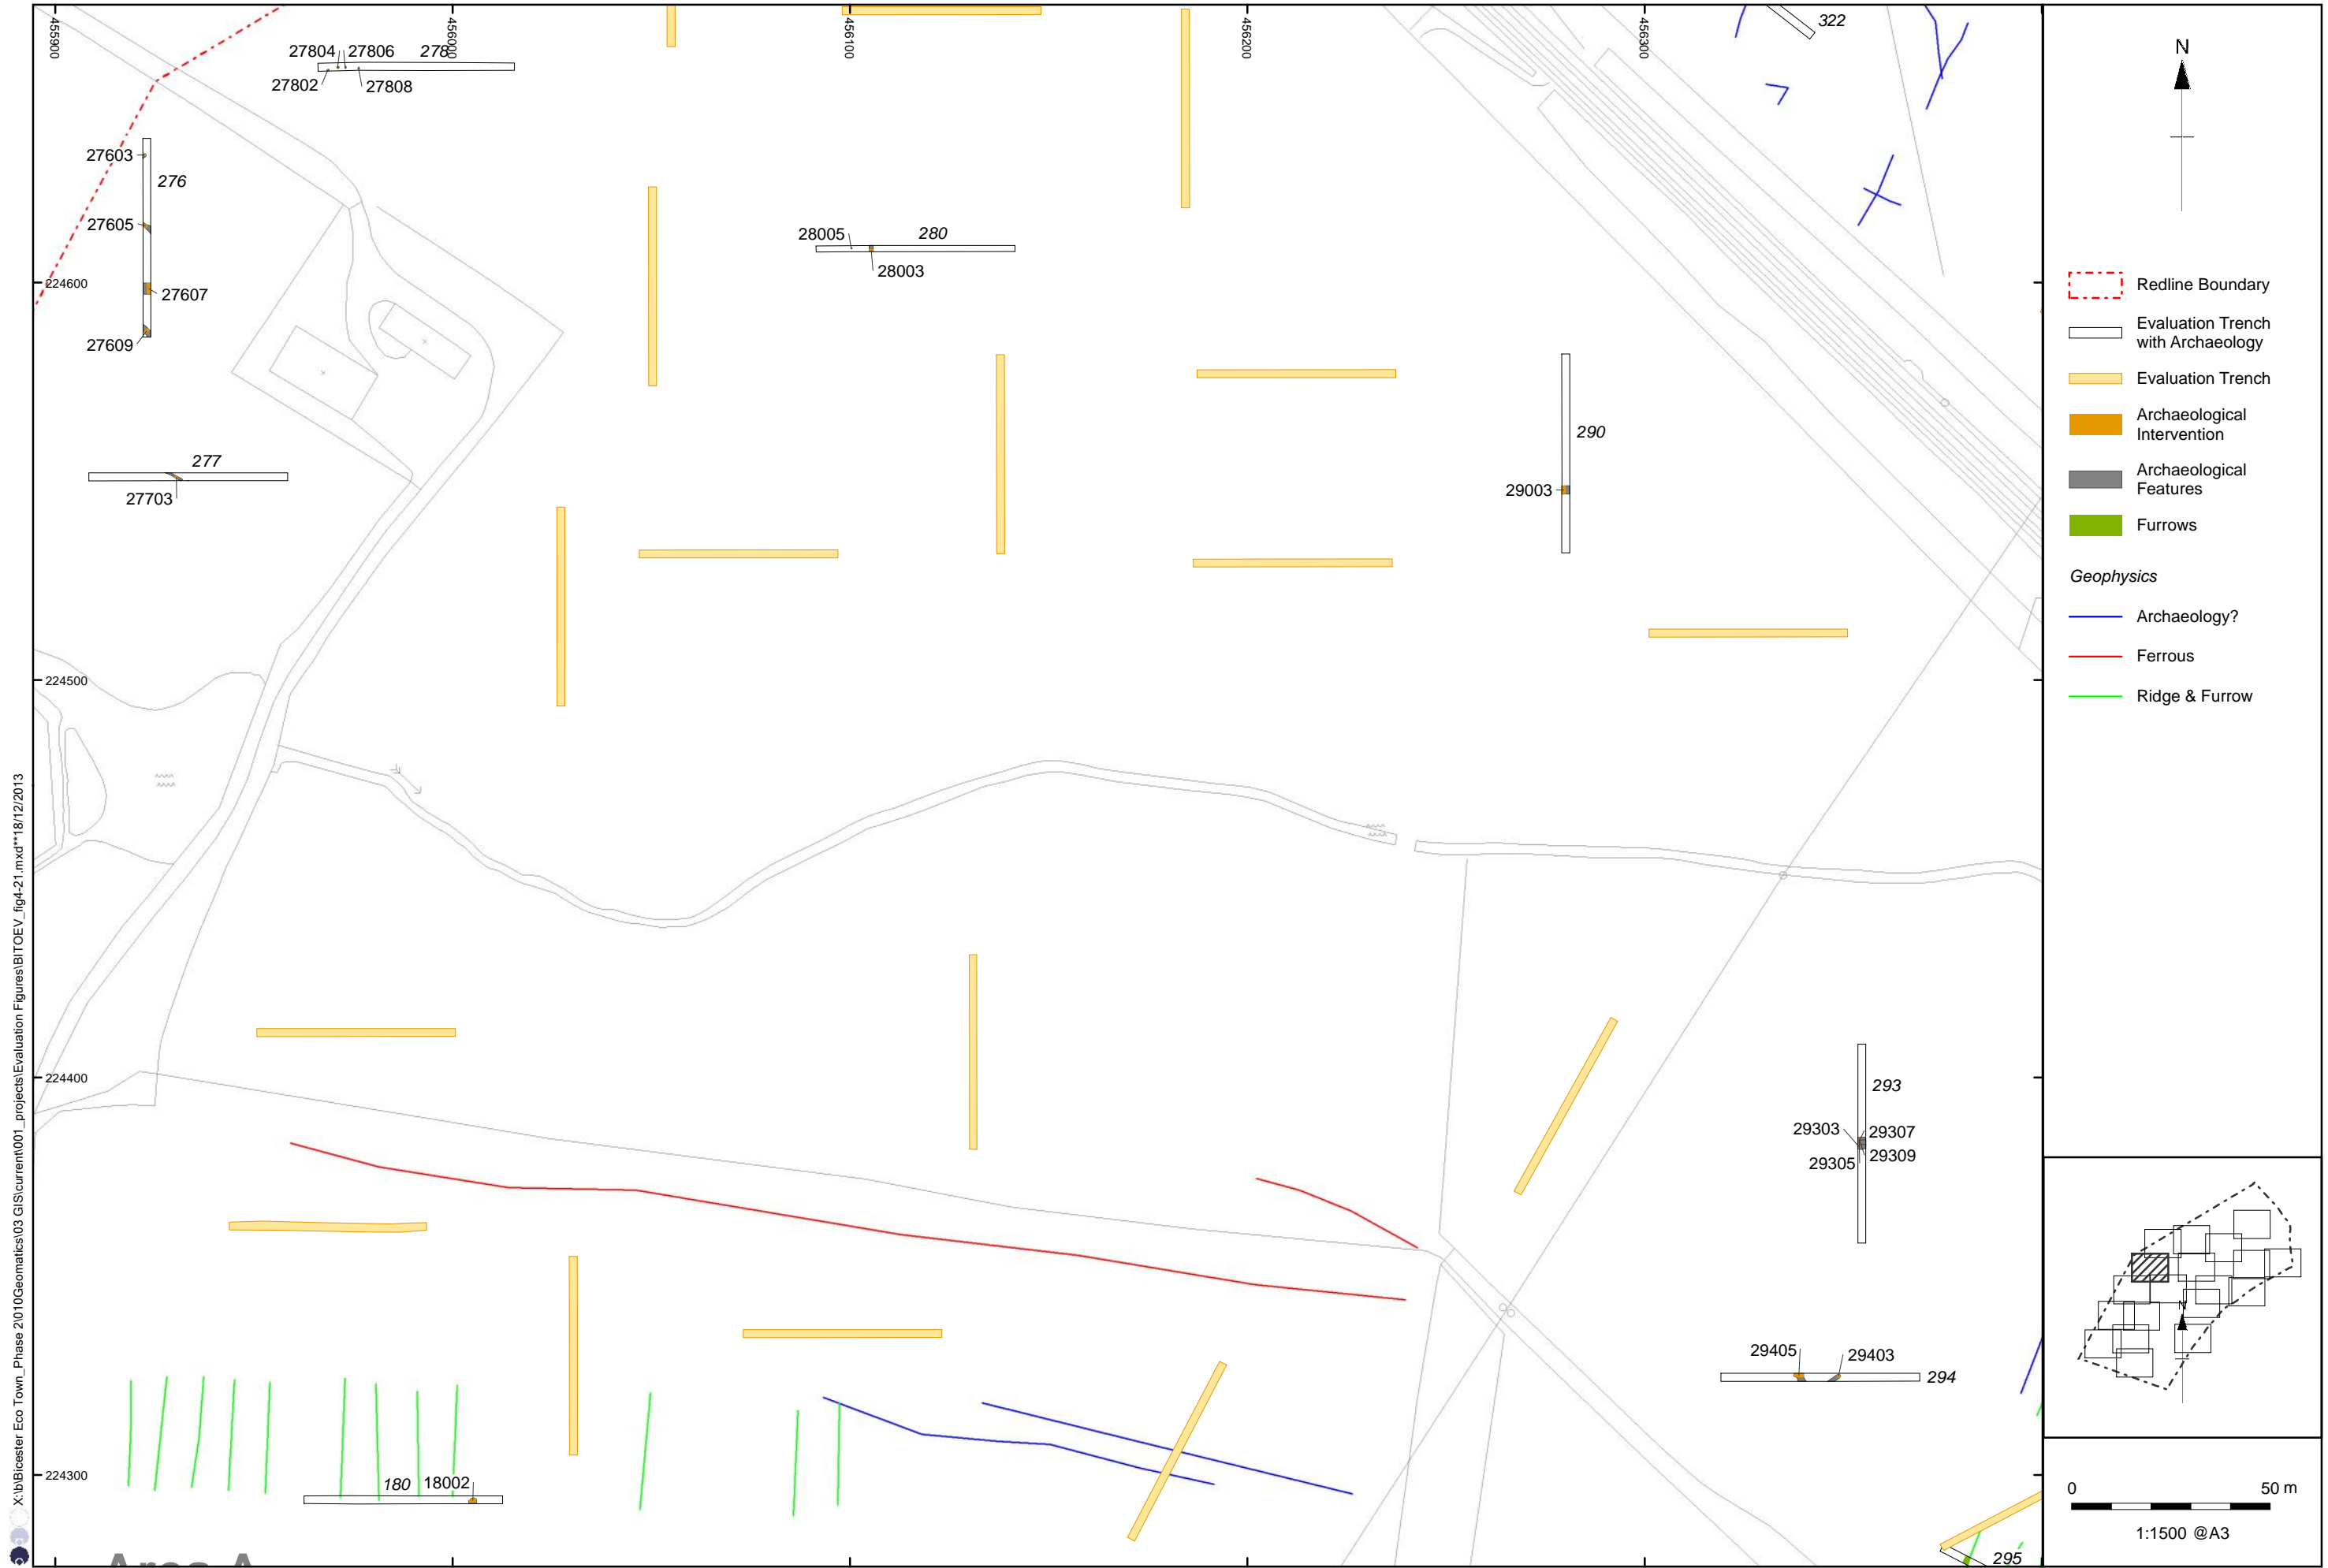 455900
456000
456100
456200
456300
322
27804
27806
278
27802
27808
27603
276
27605
27607
27609
224600
28005
280
28003
277
27703
290
29003
224500
224400
293
29303
29307
29305
29309
29405
29403
294
224300
180
18002
295
Area A
X:\b\Bicester Eco Town_Phase 2\010Geomatics\03 GIS\current\001_projects\Evaluation Figures\BITOEV_fig4-21.mxd**18/12/2013
N
Redline Boundary
Evaluation Trench
with Archaeology
Evaluation Trench
Archaeological
Intervention
Archaeological
Features
Furrows
Geophysics
Archaeology?
Ferrous
Ridge & Furrow
N
0
50 m
1:1500 @A3